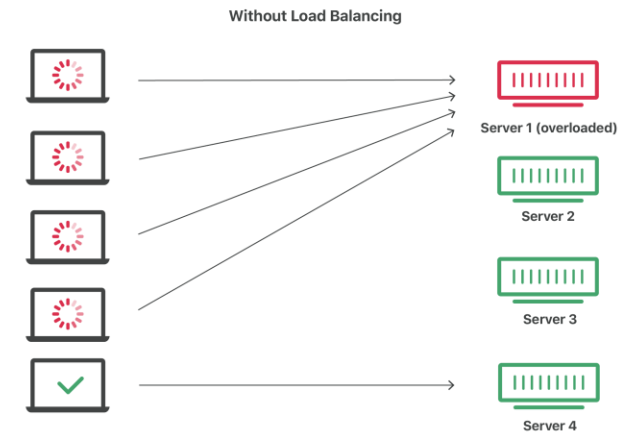 Without Load Balancing
Server 1 (overloaded)
Server 2
Server 3
Server 4